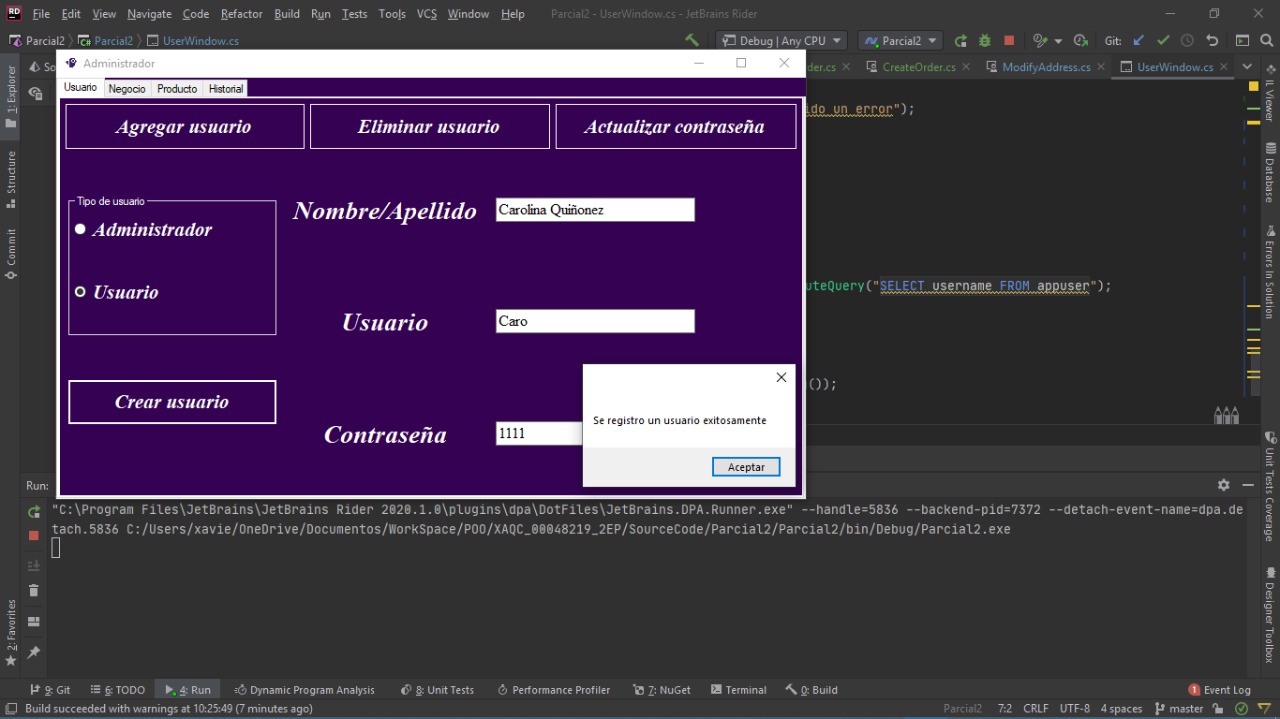 RD File Edit View Navigate Code Refactor Build Run Tests Tools VCS Window Help Parcial2 - UserWindow.cs - JetBrains Rider
Parcial2 Parcial2 UserWindow.cs Debug | Any CPU Parcial2 Git:
So der.cs CreateOrder.cs ModifyAddress.cs UserWindow.cs
Administrador
Usuario Negocio Producto Historial
Agregar usuario Eliminar usuario Actualizar contraseña
ido un error");
Tipo de usuario
Administrador
Usuario
Nombre/Apellido Carolina Quiñonez
Usuario Caro
Crear usuario
Contraseña 1111
uteQuery("SELECT username FROM appuser");
());
Se registro un usuario exitosamente
Aceptar
1: Explorer
Structure
Commit
2: Favorites
IL Viewer
Database
Errors In Solution
Unit Tests Coverage
Designer Toolbox
Run:
"C:\Program Files\JetBrains\JetBrains Rider 2020.1.0\plugins\dpa\DotFiles\JetBrains.DPA.Runner.exe" --handle=5836 --backend-pid=7372 --detach-event-name=dpa.de
tach.5836 C:/Users/xavie/OneDrive/Documentos/WorkSpace/POO/XAQC_00048219_2EP/SourceCode/Parcial2/Parcial2/bin/Debug/Parcial2.exe
9: Git 6: TODO 4: Run Dynamic Program Analysis 8: Unit Tests Performance Profiler 7: NuGet Terminal 0: Build 1 Event Log
Build succeeded with warnings at 10:25:49 (7 minutes ago) Parcial2 7:2 CRLF UTF-8 4 spaces master